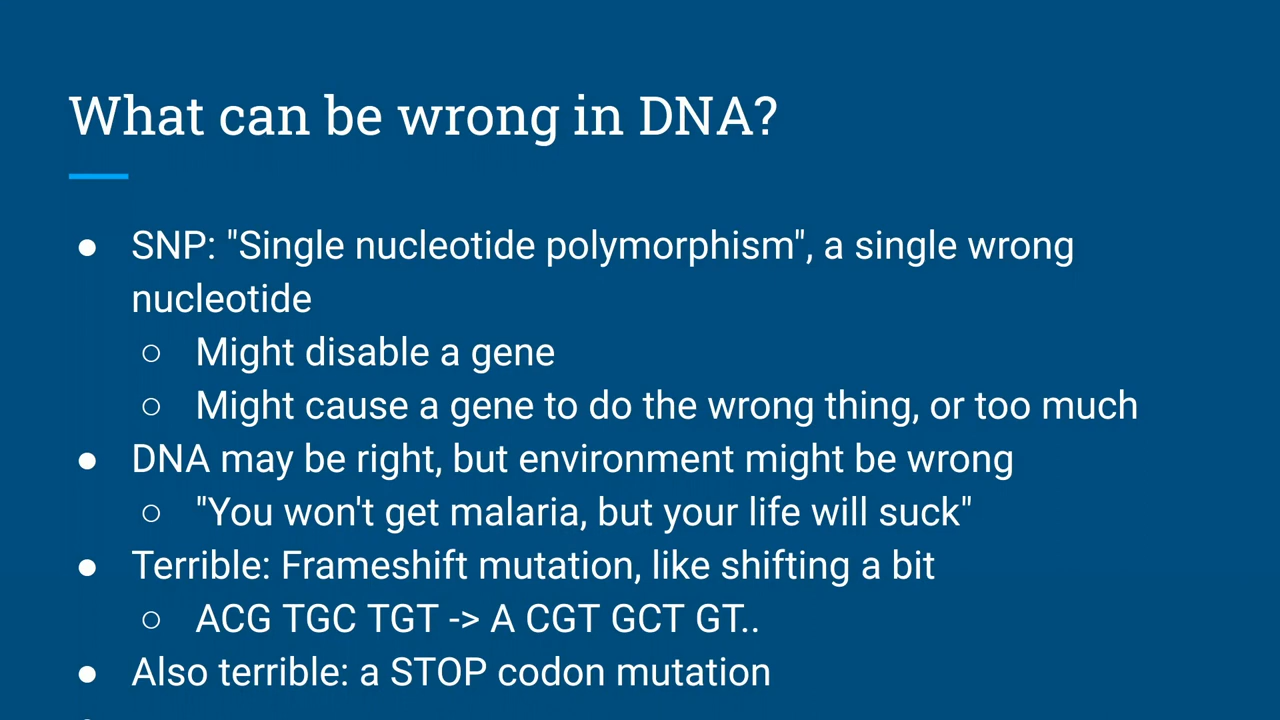 What can be wrong in DNA?
● SNP: "Single nucleotide polymorphism", a single wrong
nucleotide
○ Might disable a gene
○ Might cause a gene to do the wrong thing, or too much
● DNA may be right, but environment might be wrong
○ "You won't get malaria, but your life will suck"
● Terrible: Frameshift mutation, like shifting a bit
○ ACG TGC TGT -> A CGT GCT GT..
● Also terrible: a STOP codon mutation